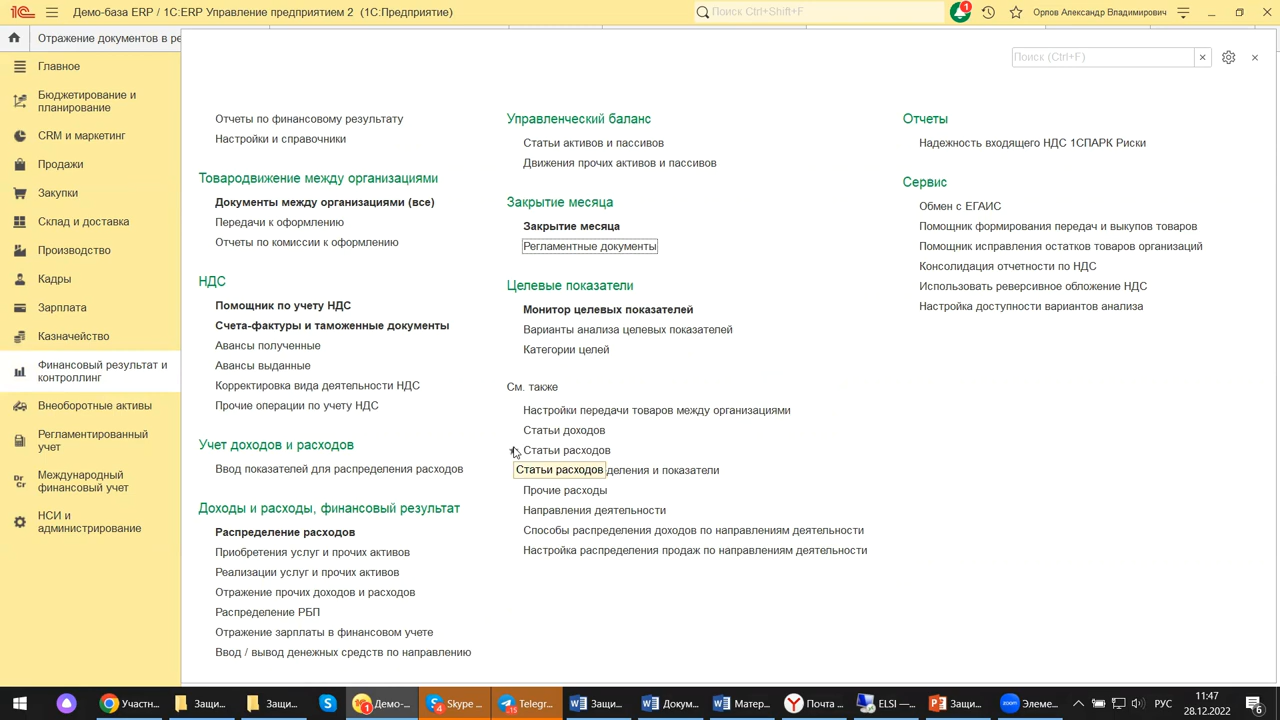 Демо-база ERP / 1С:ERP Управление предприятием 2 (1С:Предприятие)
Поиск Ctrl+Shift+F
1
Орлов Александр Владимирович
Отражение документов в ре
Поиск (Ctrl+F)
Главное
Бюджетирование и
планирование
CRM и маркетинг
Продажи
Закупки
Склад и доставка
Производство
Кадры
Зарплата
Казначейство
Финансовый результат и
контроллинг
Внеоборотные активы
Регламентированный
учет
Международный
финансовый учет
НСИ и
администрирование
Отчеты по финансовому результату
Настройки и справочники
Товародвижение между организациями
Документы между организациями (все)
Передачи к оформлению
Отчеты по комиссии к оформлению
НДС
Помощник по учету НДС
Счета-фактуры и таможенные документы
Авансы полученные
Авансы выданные
Корректировка вида деятельности НДС
Прочие операции по учету НДС
Учет доходов и расходов
Ввод показателей для распределения расходов
Доходы и расходы, финансовый результат
Распределение расходов
Приобретения услуг и прочих активов
Реализации услуг и прочих активов
Отражение прочих доходов и расходов
Распределение РБП
Отражение зарплаты в финансовом учете
Ввод / вывод денежных средств по направлению
Управленческий баланс
Статьи активов и пассивов
Движения прочих активов и пассивов
Закрытие месяца
Закрытие месяца
Регламентные документы
Целевые показатели
Монитор целевых показателей
Варианты анализа целевых показателей
Категории целей
См. также
Настройки передачи товаров между организациями
Статьи доходов
Статьи расходов
Статьи расходов
деления и показатели
Прочие расходы
Направления деятельности
Способы распределения доходов по направлениям деятельности
Настройка распределения продаж по направлениям деятельности
Отчеты
Надежность входящего НДС 1СПАРК Риски
Сервис
Обмен с ЕГАИС
Помощник формирования передач и выкупов товаров
Помощник исправления остатков товаров организаций
Консолидация отчетности по НДС
Использовать реверсивное обложение НДС
Настройка доступности вариантов анализа
Участн...
Защи...
Защи...
Демо-...
Skype ...
Telegr...
Защи...
Докум...
Матер...
Почта ...
ELSI —...
Защи...
Элеме...
РУС
11:47
28.12.2022
6